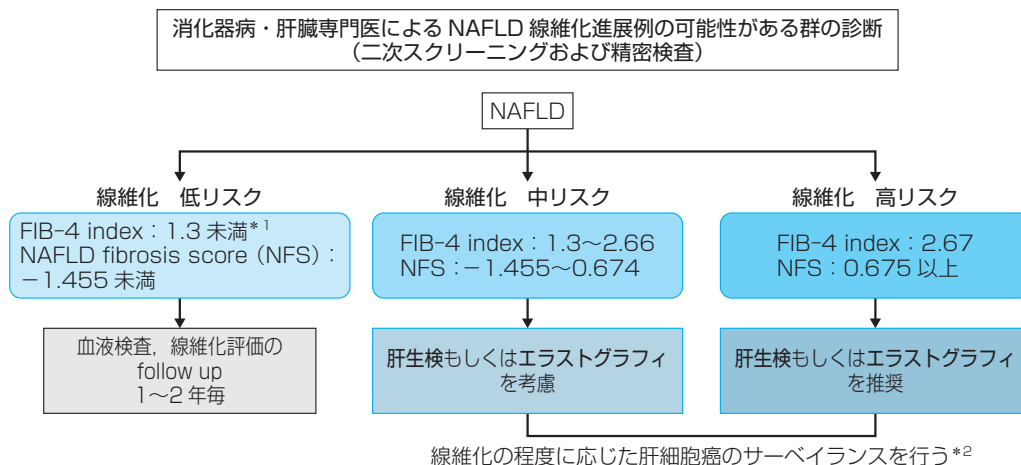 消化器病・肝臓専門医による NAFLD 線維化進展例の可能性がある群の診断
（二次スクリーニングおよび精密検査）
NAFLD
線維化　低リスク
FIB-4 index：1.3 未満*1
NAFLD fibrosis score（NFS）：
−1.455 未満
血液検査，線維化評価の
follow up
1〜2 年毎
線維化　中リスク
FIB-4 index：1.3〜2.66
NFS：−1.455〜0.674
肝生検もしくはエラストグラフィ
を考慮
線維化　高リスク
FIB-4 index：2.67
NFS：0.675 以上
肝生検もしくはエラストグラフィ
を推奨
線維化の程度に応じた肝細胞癌のサーベイランスを行う*2